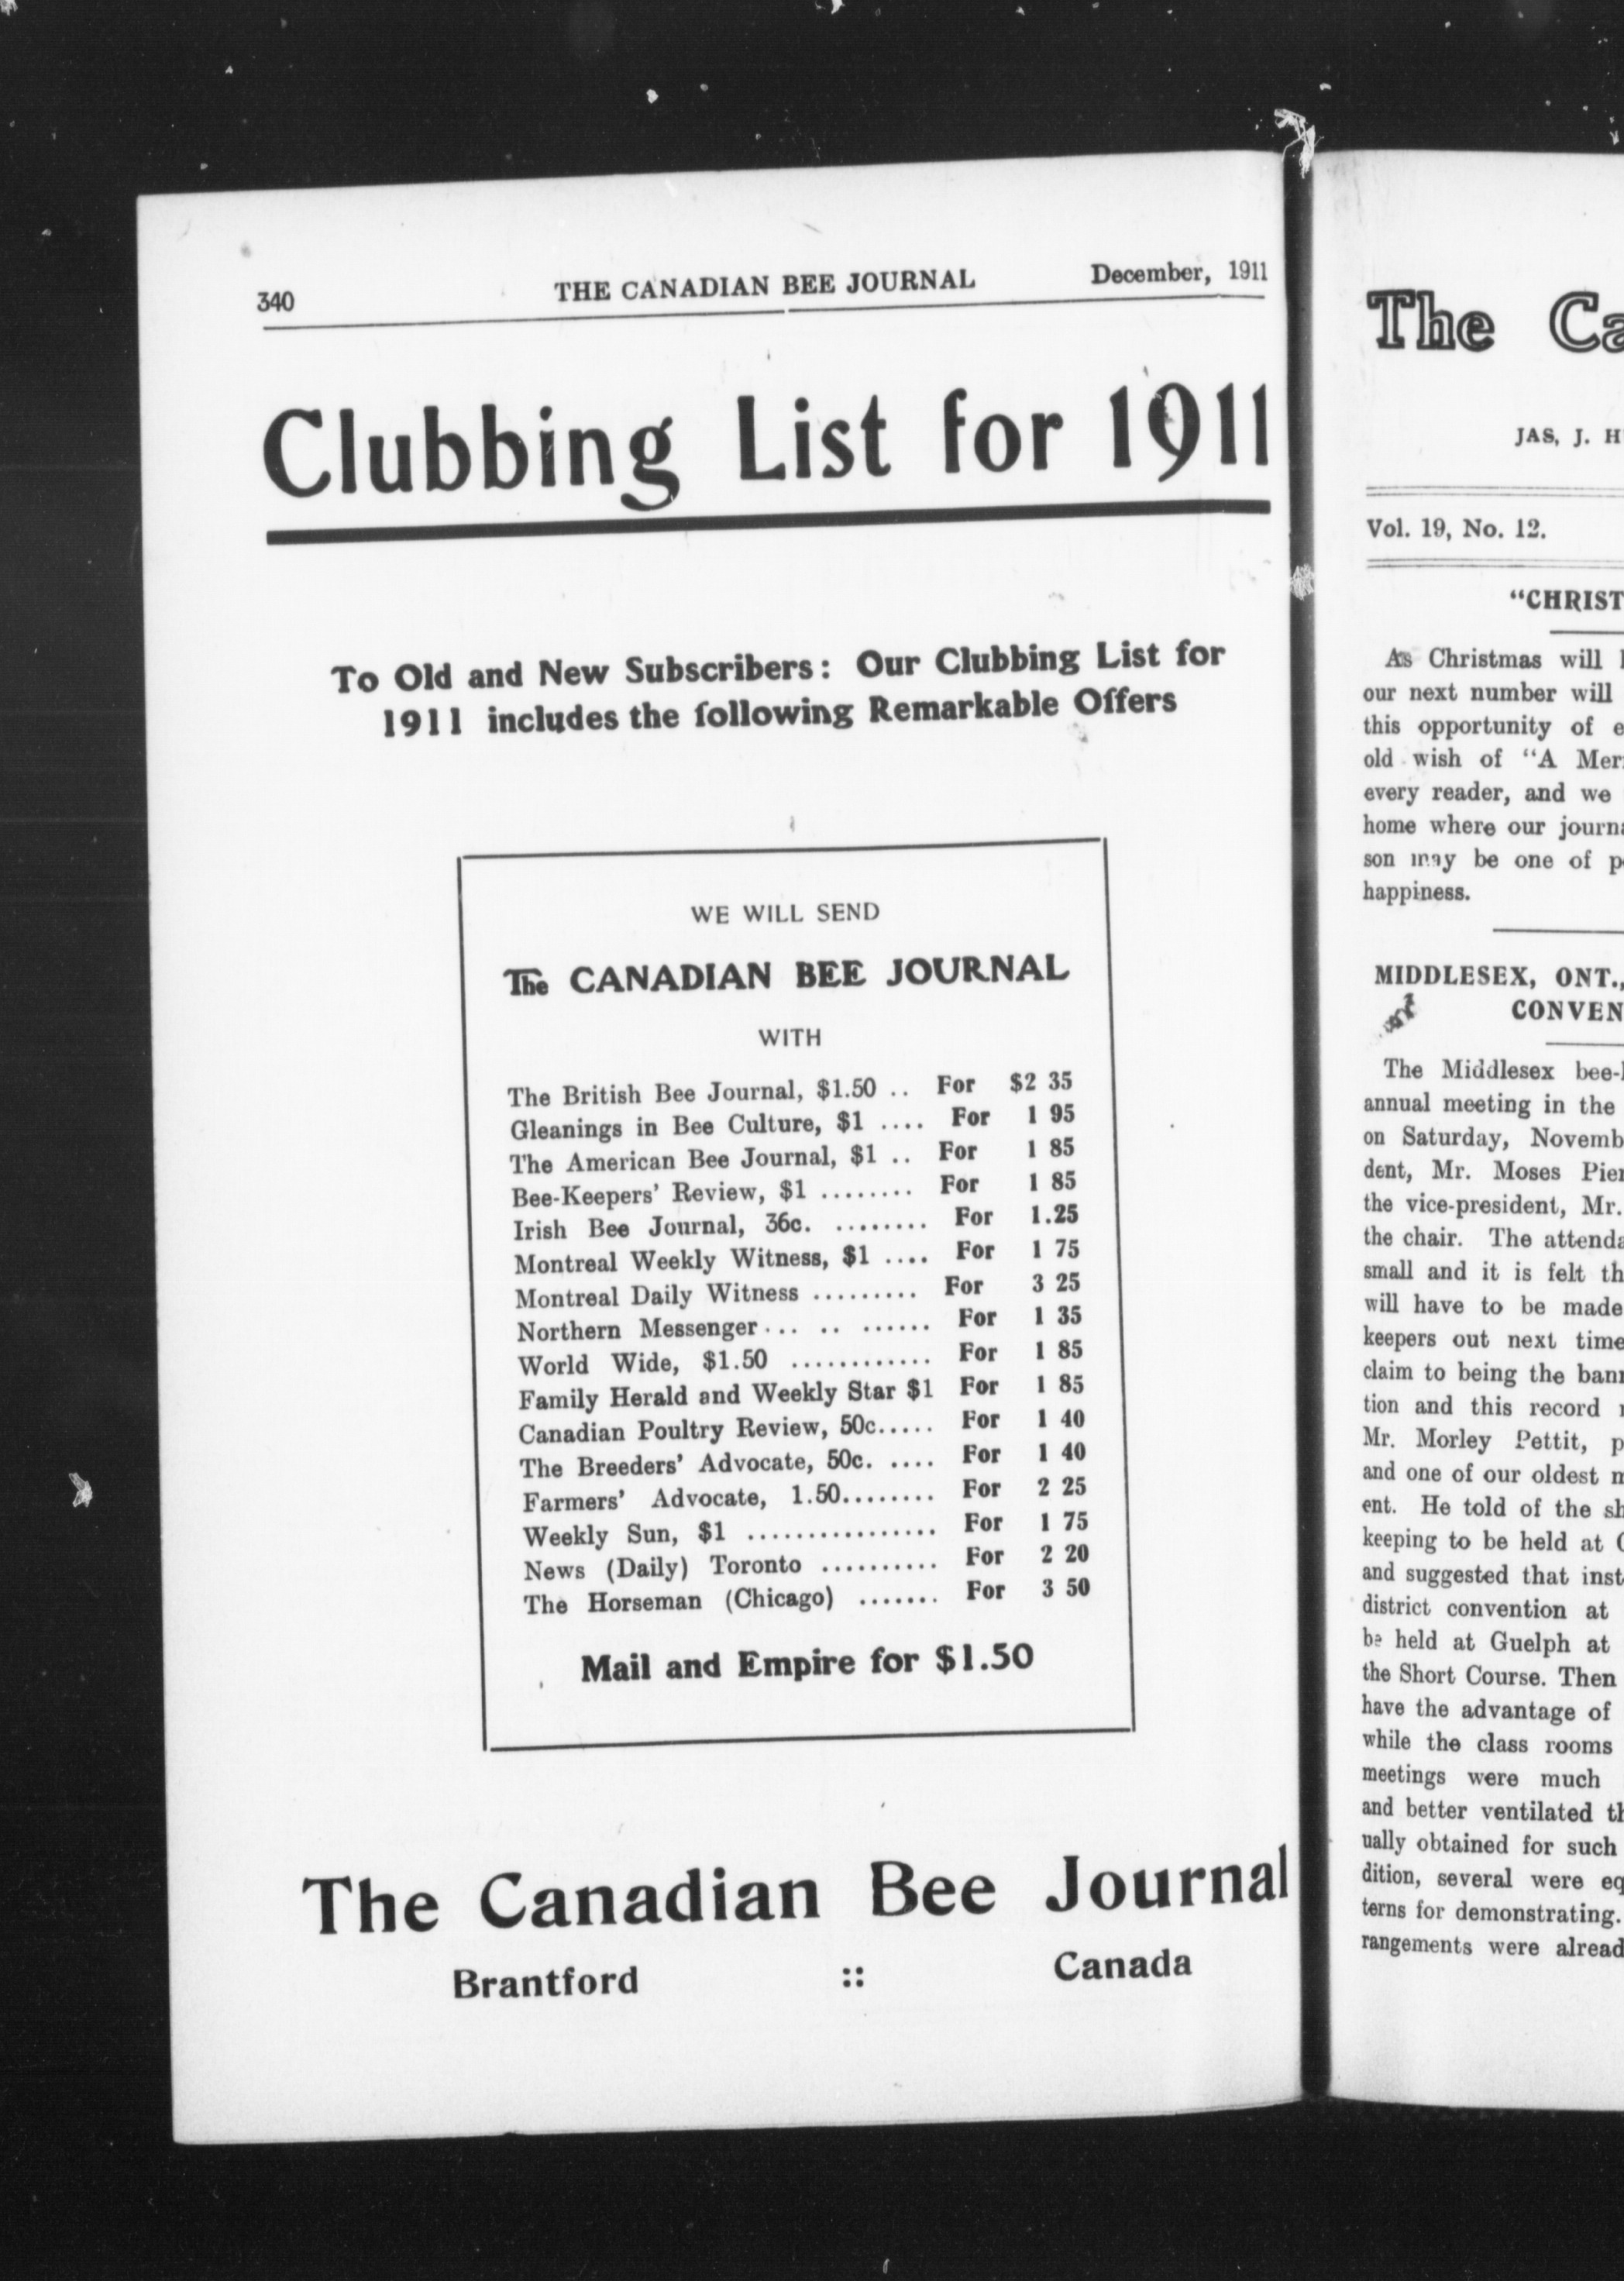 340 THE CANADIAN BEE JOURNAL December, 1911
Clubbing List for 1911
To Old and New Subscribers: Our Clubbing List for
1911 includes the following Remarkable Offers
WE WILL SEND
The CANADIAN BEE JOURNAL
WITH
The British Bee Journal, $1.50 .. For $2 35
Gleanings in Bee Culture, $1 .... For 1 95
The American Bee Journal, $1 .. For 1 85
Bee-Keepers' Review, $1 ........ For 1 85
Irish Bee Journal, 36c. ........ For 1.25
Montreal Weekly Witness, $1 .... For 1 75
Montreal Daily Witness ......... For 3 25
Northern Messenger... .. ...... For 1 35
World Wide, $1.50 ............ For 1 85
Family Herald and Weekly Star $1 For 1 85
Canadian Poultry Review, 50c..... For 1 40
The Breeders' Advocate, 50c. .... For 1 40
Farmers' Advocate, 1.50........ For 2 25
Weekly Sun, $1 ................ For 1 75
News (Daily) Toronto .......... For 2 20
The Horseman (Chicago) ....... For 3 50
Mail and Empire for $1.50
The Canadian Bee Journal
Brantford :: Canada
The Ca
JAS, J. H
Vol. 19, No. 12.
"CHRIST
As Christmas will
our next number will
this opportunity of e
old wish of "A Mer
every reader, and we
home where our journa
son may be one of p
happiness.
MIDDLESEX, ONT.,
CONVEN
The Middlesex bee-
annual meeting in the
on Saturday, Novemb
dent, Mr. Moses Pier
the vice-president, Mr.
the chair. The attenda
small and it is felt th
will have to be made
keepers out next time
claim to being the bann
tion and this record
Mr. Morley Pettit, p
and one of our oldest m
ent. He told of the sh
keeping to be held at
and suggested that inst
district convention at
be held at Guelph at
the Short Course. Then
have the advantage of
while the class rooms
meetings were much
and better ventilated th
ually obtained for such
dition, several were eq
terns for demonstrating.
rangements were alread